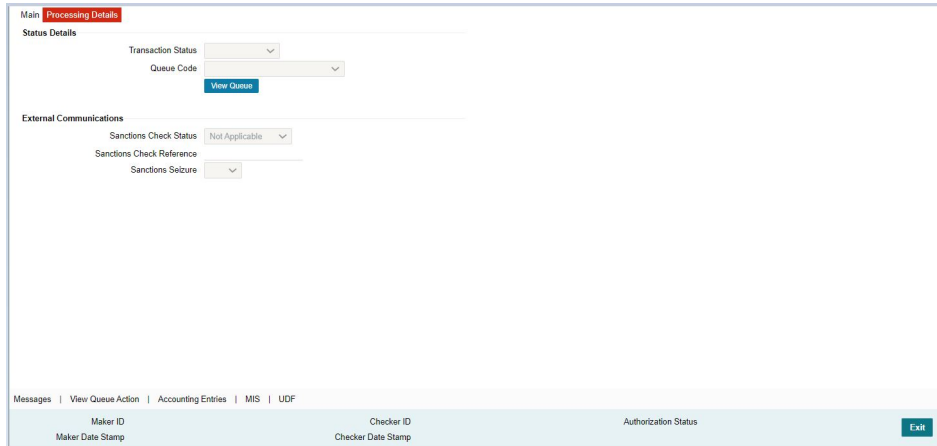 Main Processing Details
Status Details
Transaction Status
Queue Code
View Queue
External Communications
Sanctions Check Status Not Applicable
Sanctions Check Reference
Sanctions Seizure
Messages | View Queue Action | Accounting Entries | MIS | UDF
Maker ID Checker ID Authorization Status
Exit
Maker Date Stamp Checker Date Stamp